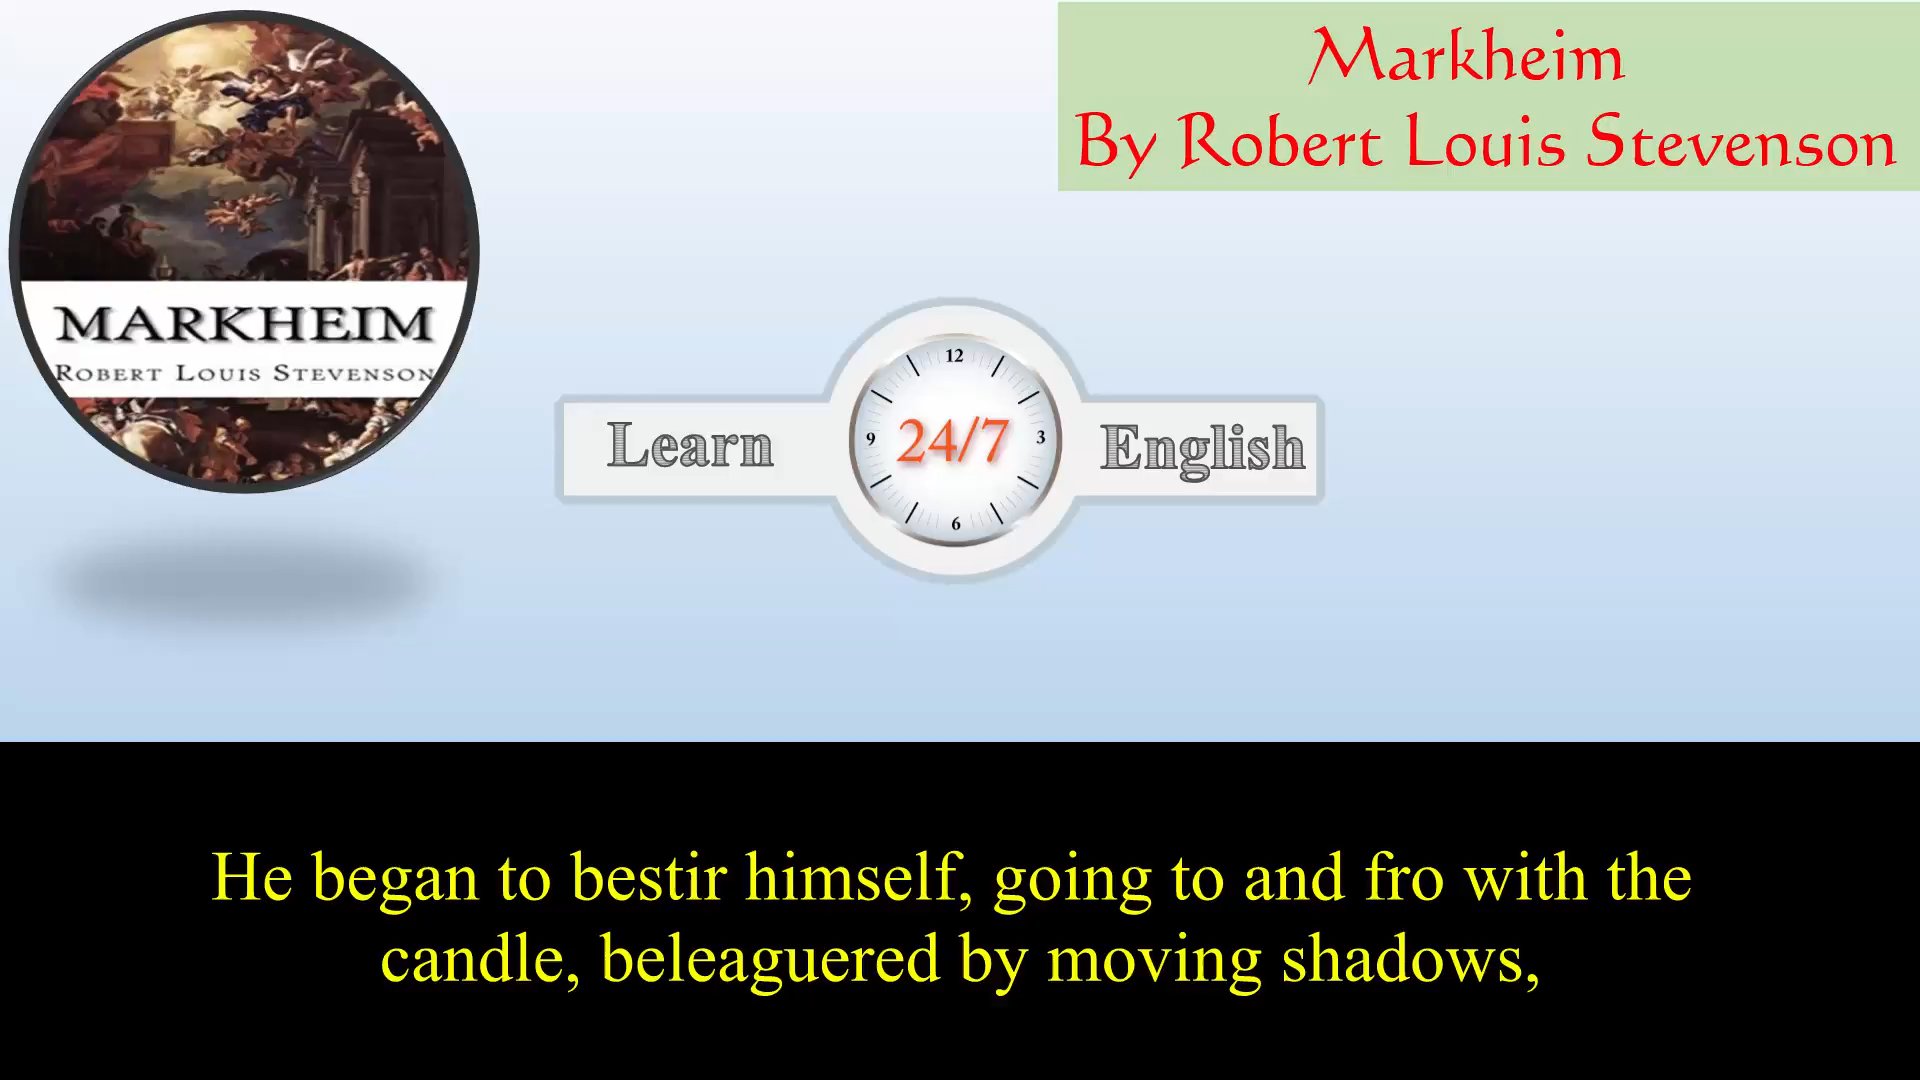 Markheim
By Robert Louis Stevenson
MARKHEIM
ROBERT LOUIS STEVENSON
12
Learn
9
24/7
3
English
6
He began to bestir himself, going to and fro with the
candle, beleaguered by moving shadows,